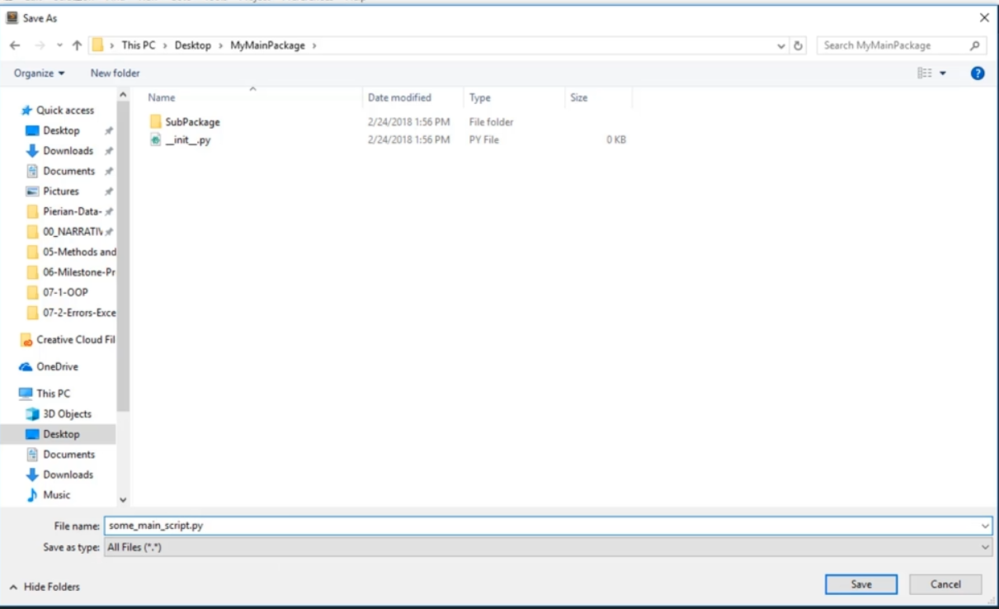 Save As
This PC > Desktop > MyMainPackage >
Search MyMainPackage
Organize
New folder
Name Date modified Type Size
SubPackage 2/24/2018 1:56 PM File folder
__init__.py 2/24/2018 1:56 PM PY File 0 KB
Quick access
Desktop
Downloads
Documents
Pictures
Pierian-Data-
00_NARRATIV
05-Methods and
06-Milestone-Pr
07-1-OOP
07-2-Errors-Exce
Creative Cloud Fil
OneDrive
This PC
3D Objects
Desktop
Documents
Downloads
Music
File name: some_main_script.py
Save as type: All Files (*.*)
Hide Folders
Save
Cancel